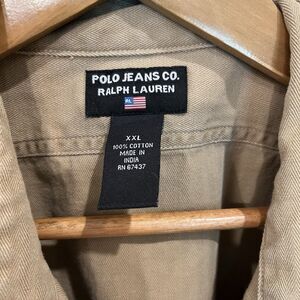 POLO JEANS CO.
RALPH LAUREN
RL
XXL
100% COTTON
MADE IN
INDIA
RN 67437